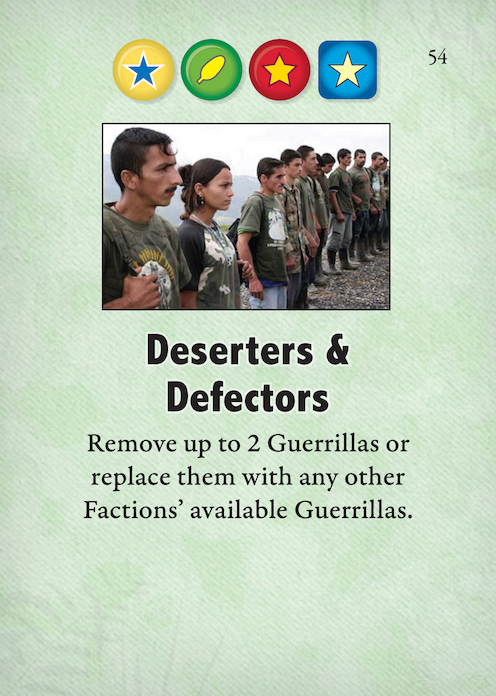 54
Deserters &
Defectors
Remove up to 2 Guerrillas or
replace them with any other
Factions’ available Guerrillas.